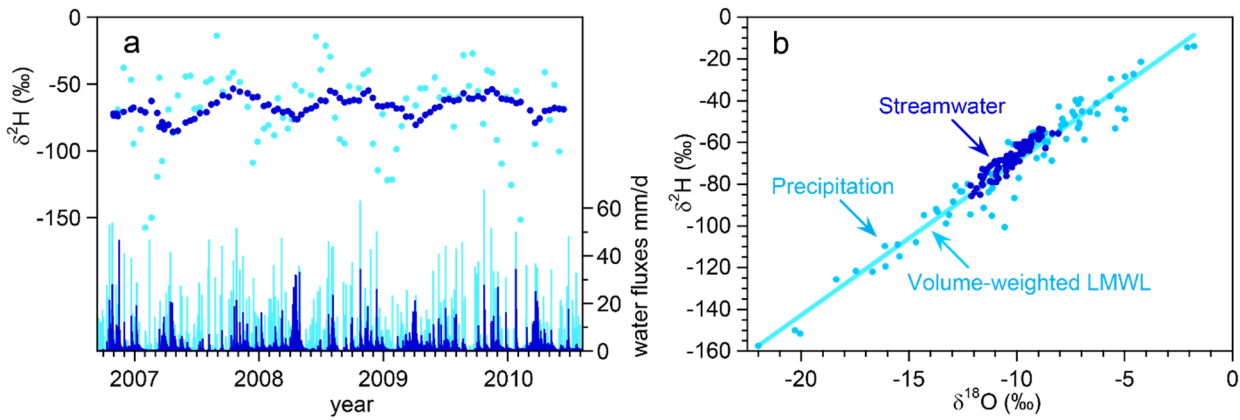 a
0
-50
-100
-150
δ²H (‰)
60
40
20
0
water fluxes mm/d
2007 2008 2009 2010
year
b
0
-20
-40
-60
-80
-100
-120
-140
-160
δ²H (‰)
Streamwater
Precipitation
Volume-weighted LMWL
-20 -15 -10 -5 0
δ¹⁸O (‰)